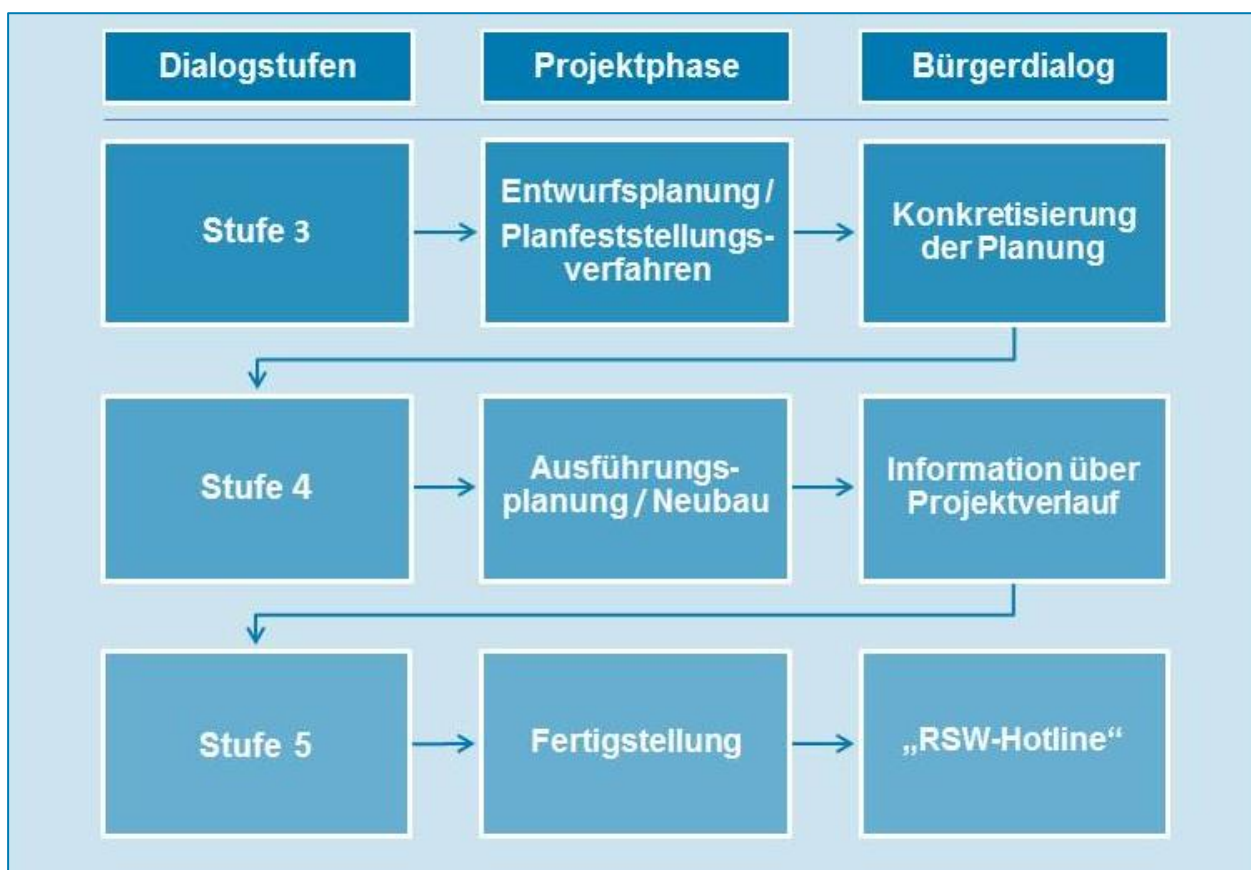 Dialogstufen
Projektphase
Bürgerdialog
Stufe 3
Entwurfsplanung /
Planfeststellungs-
verfahren
Konkretisierung
der Planung
Stufe 4
Ausführungs-
planung / Neubau
Information über
Projektverlauf
Stufe 5
Fertigstellung
„RSW-Hotline“